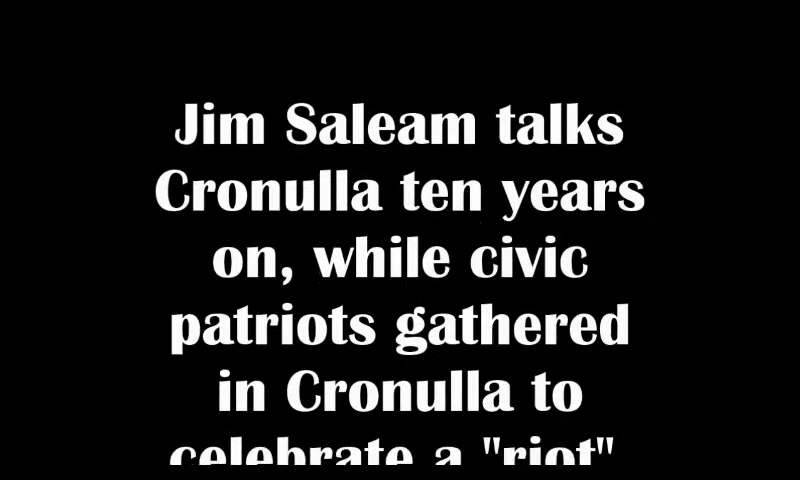 Jim Saleam talks
Cronulla ten years
on, while civic
patriots gathered
in Cronulla to
celebrate a "riot"